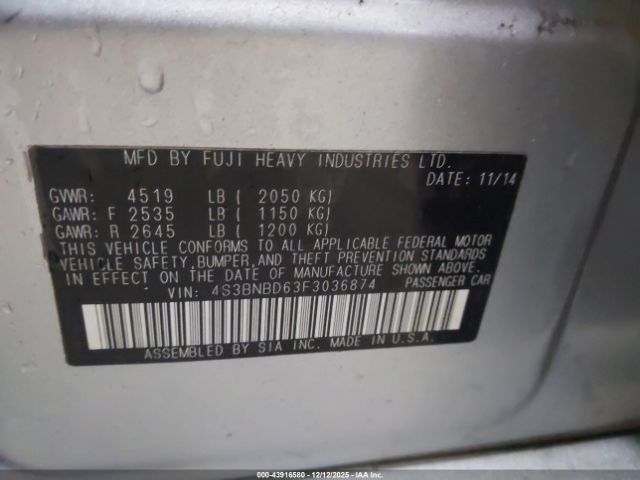 MFD BY FUJI HEAVY INDUSTRIES LTD.
DATE: 11/14
GVWR: 4519 LB ( 2050 KG)
GAWR: F 2535 LB ( 1150 KG)
GAWR: R 2645 LB ( 1200 KG)
THIS VEHICLE CONFORMS TO ALL APPLICABLE FEDERAL MOTOR
VEHICLE SAFETY, BUMPER, AND THEFT PREVENTION STANDARDS
IN EFFECT ON THE DATE OF MANUFACTURE SHOWN ABOVE.
VIN: 4S3BNBD63F3036874 PASSENGER CAR
ASSEMBLED BY SIA INC. MADE IN U.S.A.
000-43916580 - 12/12/2025 - IAAI.COM